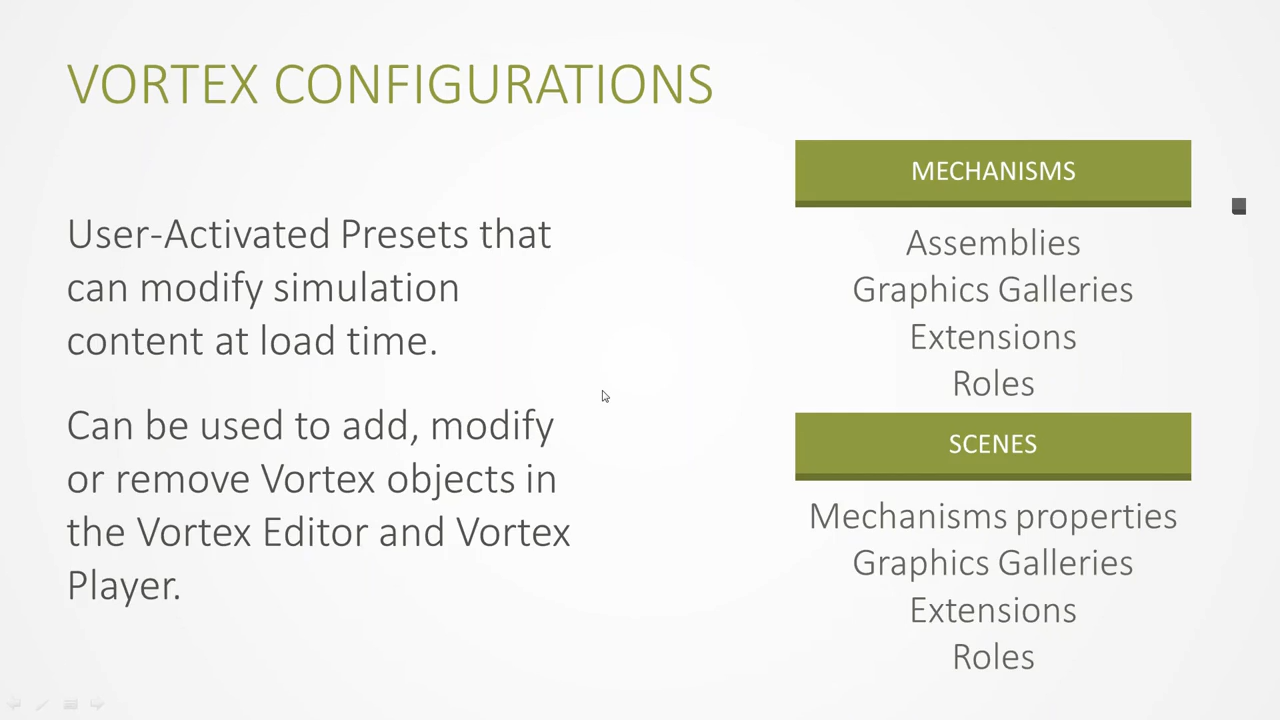 VORTEX CONFIGURATIONS
User-Activated Presets that
can modify simulation
content at load time.
Can be used to add, modify
or remove Vortex objects in
the Vortex Editor and Vortex
Player.
MECHANISMS
Assemblies
Graphics Galleries
Extensions
Roles
SCENES
Mechanisms properties
Graphics Galleries
Extensions
Roles